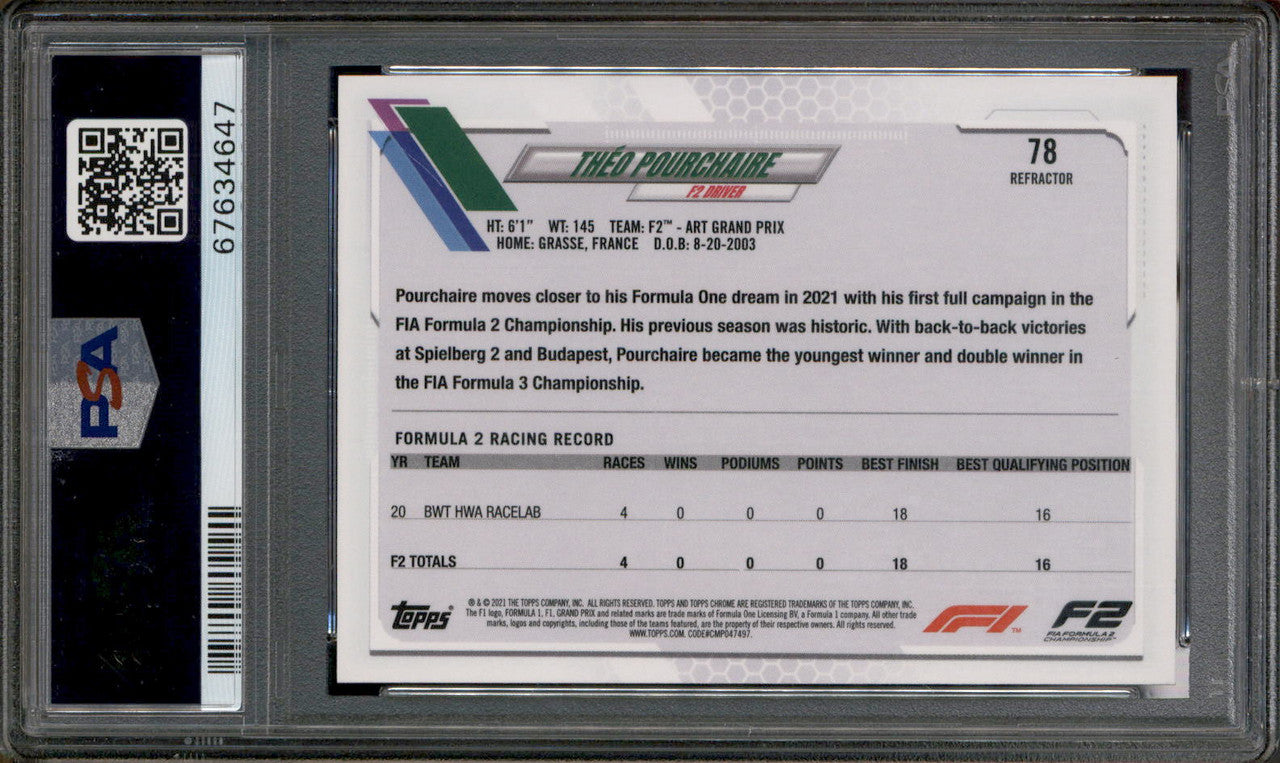 67634647
PSA
78
REFRACTOR
THÉO POURCHAIRE
F2 DRIVER
HT: 6'1" WT: 145 TEAM: F2™ - ART GRAND PRIX
HOME: GRASSE, FRANCE D.O.B: 8-20-2003
Pourchaire moves closer to his Formula One dream in 2021 with his first full campaign in the
FIA Formula 2 Championship. His previous season was historic. With back-to-back victories
at Spielberg 2 and Budapest, Pourchaire became the youngest winner and double winner in
the FIA Formula 3 Championship.
FORMULA 2 RACING RECORD
YR TEAM RACES WINS PODIUMS POINTS BEST FINISH BEST QUALIFYING POSITION
20 BWT HWA RACELAB 4 0 0 0 18 16
F2 TOTALS 4 0 0 0 18 16
® & © 2021 THE TOPPS COMPANY, INC. ALL RIGHTS RESERVED. TOPPS AND TOPPS CHROME ARE REGISTERED TRADEMARKS OF THE TOPPS COMPANY, INC.
The F1 logo, FORMULA 1, F1, GRAND PRIX and related marks are trade marks of Formula One Licensing BV, a Formula 1 company. All other trade
marks, logos and copyrights, including those of the teams featured, are the property of their respective owners. All rights reserved.
WWW.TOPPS.COM. CODE#CMP047497.
Topps®
F1™
F2
FIA FORMULA 2
CHAMPIONSHIP™